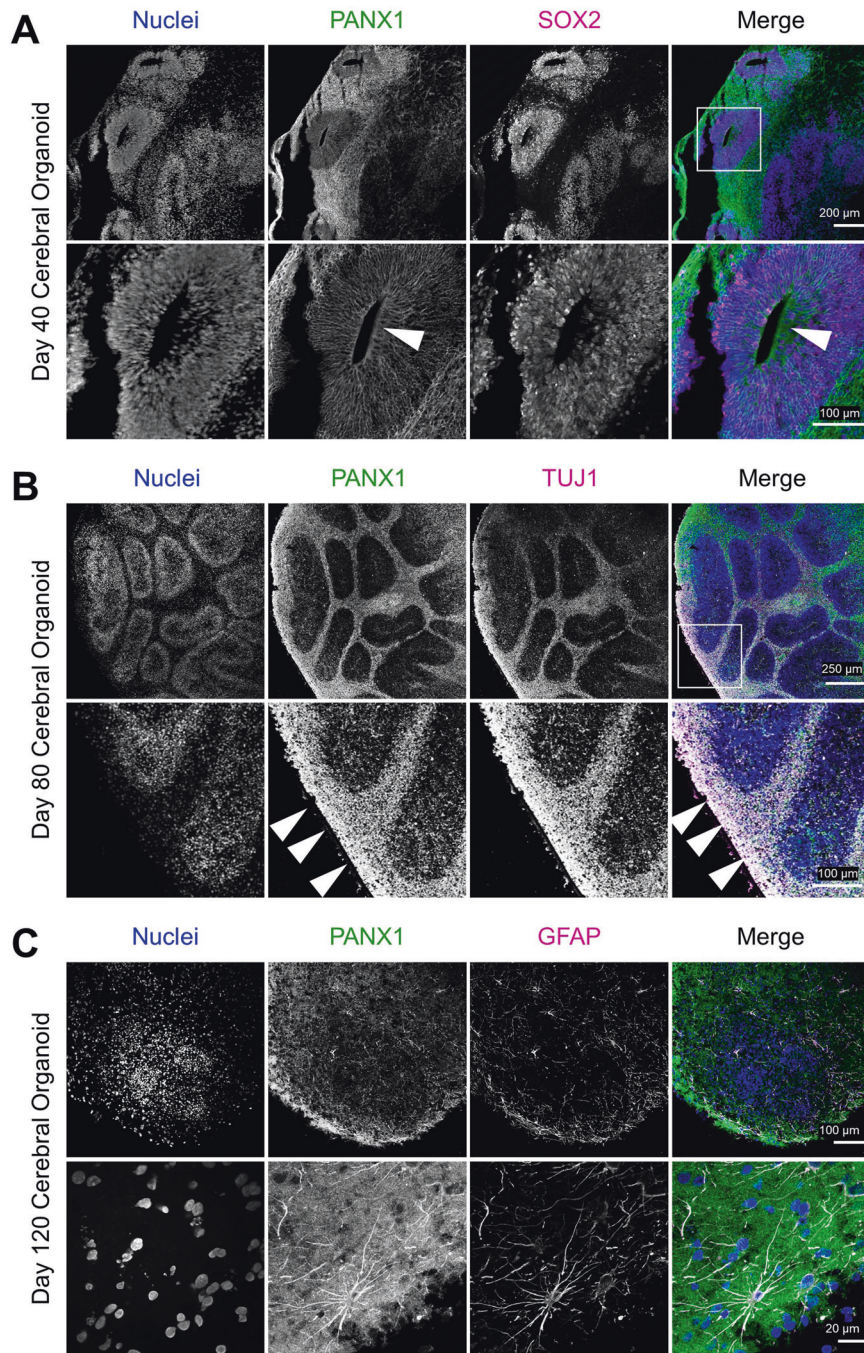 A
Nuclei PANX1 SOX2 Merge
Day 40 Cerebral Organoid
200 µm
100 µm
B
Nuclei PANX1 TUJ1 Merge
Day 80 Cerebral Organoid
250 µm
100 µm
C
Nuclei PANX1 GFAP Merge
Day 120 Cerebral Organoid
100 µm
20 µm